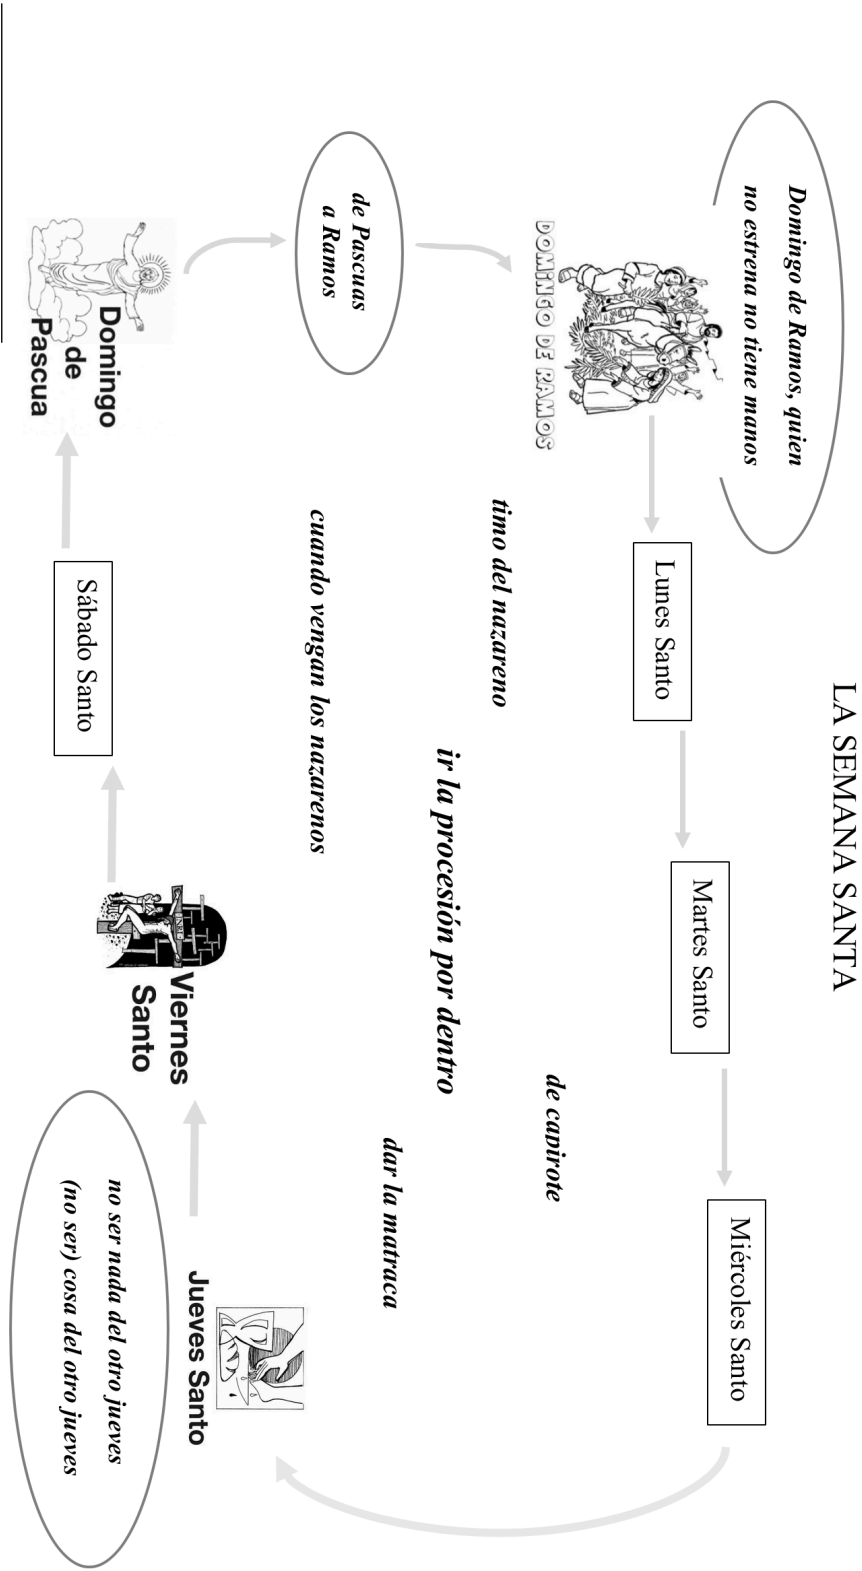 LA SEMANA SANTA
Domingo de Ramos, quien
no estrena no tiene manos
DOMINGO DE RAMOS
Lunes Santo
Martes Santo
Miércoles Santo
de capirote
timo del nazareno
ir la procesión por dentro
dar la matraca
cuando vengan los nazarenos
de Pascuas
a Ramos
Jueves Santo
no ser nada del otro jueves
(no ser) cosa del otro jueves
Viernes
Santo
INRI
Sábado Santo
Domingo
de
Pascua